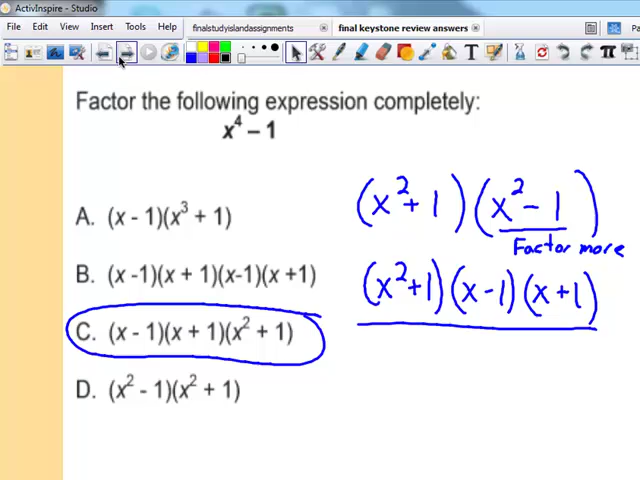 ActivInspire - Studio
File Edit View Insert Tools Help
finalstudyislandassignments
final keystone review answers
Factor the following expression completely:
x⁴ – 1
A. (x - 1)(x³ + 1)
B. (x -1)(x + 1)(x-1)(x +1)
C. (x - 1)(x + 1)(x² + 1)
D. (x² - 1)(x² + 1)
(x²+1)(x²-1)
Factor more
(x²+1)(x-1)(x+1)